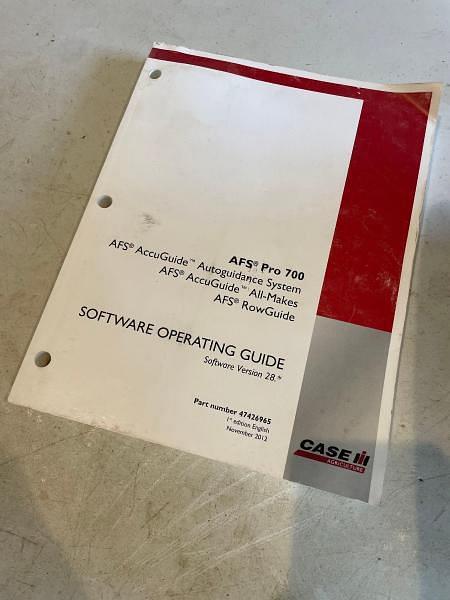 AFS® Pro 700
AFS® AccuGuide™ Autoguidance System
AFS® AccuGuide™ All-Makes
AFS® RowGuide
SOFTWARE OPERATING GUIDE
Software Version 28.*
Part number 47426965
1st edition English
November 2012
CASE IH
AGRICULTURE